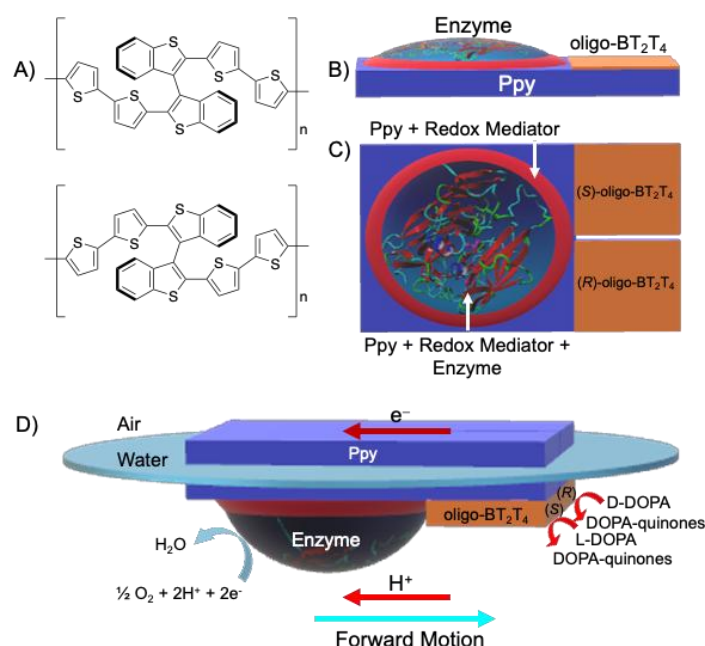 A)
S
S
S
S
S
S
n
S
S
S
S
S
S
n
Enzyme
oligo-BT₂T₄
B)
Ppy
Ppy + Redox Mediator
C)
(S)-oligo-BT₂T₄
(R)-oligo-BT₂T₄
Ppy + Redox Mediator +
Enzyme
D)
Air
e⁻
Water
Ppy
(R)
oligo-BT₂T₄
(S)
D-DOPA
DOPA-quinones
L-DOPA
DOPA-quinones
Enzyme
H₂O
½ O₂ + 2H⁺ + 2e⁻
H⁺
Forward Motion